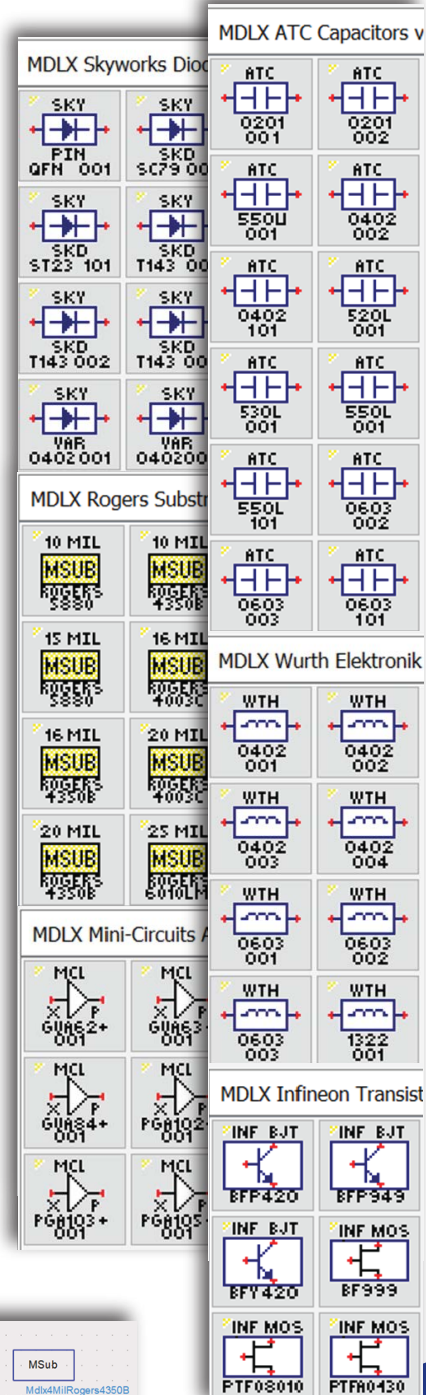 MDLX Skyworks Diod
SKY SKY
PIN SKD
QFN 001 SC79 00
SKY SKY
SKD SKD
ST23 101 T143 00
SKY SKY
SKD SKD
T143 002 T143 00
SKY SKY
VAR VAR
0402 001 040200
MDLX Rogers Substr
10 MIL 10 MIL
MSUB MSUB
ROGERS ROGERS
5880 4350B
15 MIL 16 MIL
MSUB MSUB
ROGERS ROGERS
5880 4003C
16 MIL 20 MIL
MSUB MSUB
ROGERS ROGERS
4350B 4003C
20 MIL 25 MIL
MSUB MSUB
ROGERS ROGERS
4350B 6010LM
MDLX Mini-Circuits A
MCL MCL
X P X P
GVA62+ GVA63+
001 001
MCL MCL
X P X P
GVA84+ PGA102+
001 001
MCL MCL
X P X P
PGA103+ PGA105+
001 001
MSub
Mdlx4MilRogers4350B
MDLX ATC Capacitors v
ATC ATC
0201 0201
001 002
ATC ATC
550U 0402
001 002
ATC ATC
0402 520L
101 001
ATC ATC
530L 550L
001 001
ATC ATC
550L 0603
101 002
ATC ATC
0603 0603
003 101
MDLX Wurth Elektronik
WTH WTH
0402 0402
001 002
WTH WTH
0402 0402
003 004
WTH WTH
0603 0603
001 002
WTH WTH
0603 1322
003 001
MDLX Infineon Transist
INF BJT INF BJT
BFP420 BFP949
INF BJT INF MOS
BFY420 BF999
INF MOS INF MOS
PTF08010 PTFA0430